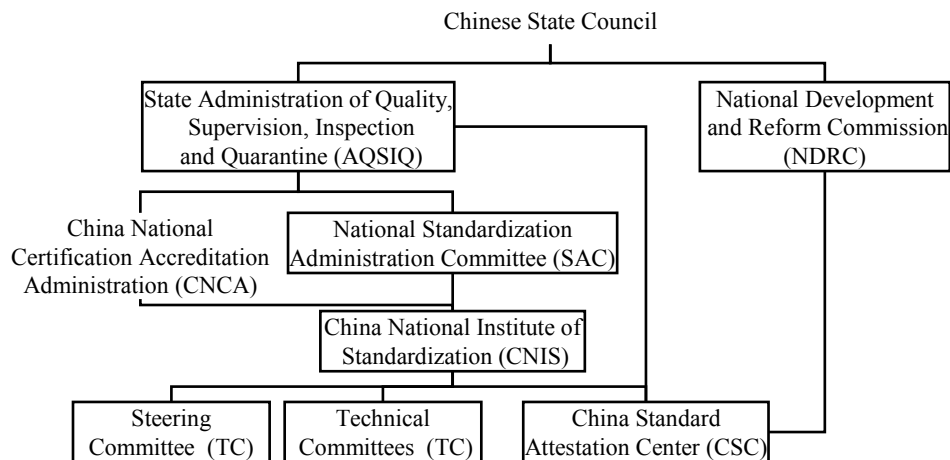 Chinese State Council
State Administration of Quality,
Supervision, Inspection
and Quarantine (AQSIQ)
National Development
and Reform Commission
(NDRC)
China National
Certification Accreditation
Administration (CNCA)
National Standardization
Administration Committee (SAC)
China National Institute of
Standardization (CNIS)
Steering
Committee (TC)
Technical
Committees (TC)
China Standard
Attestation Center (CSC)